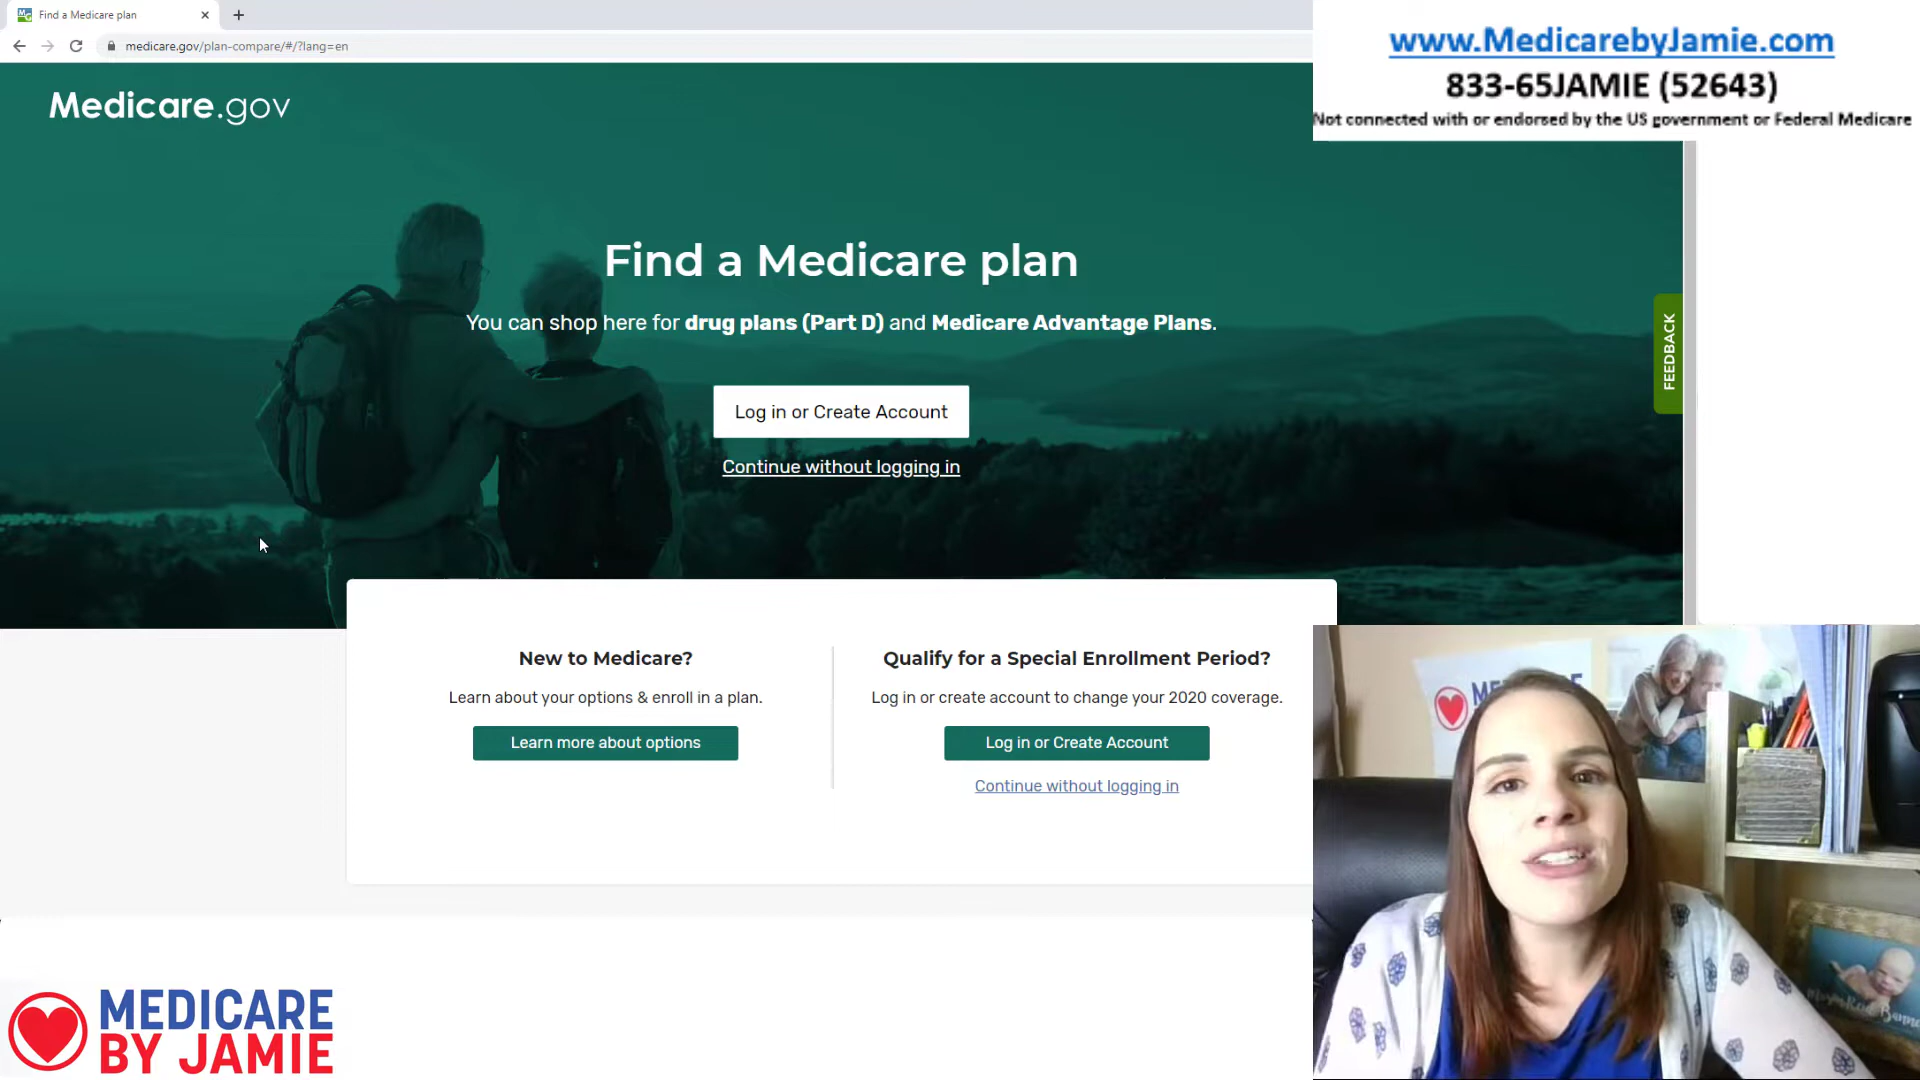 Find a Medicare plan
medicare.gov/plan-compare/#/?lang=en
www.MedicarebyJamie.com
833-65JAMIE (52643)
Not connected with or endorsed by the US government or Federal Medicare
Medicare.gov
Find a Medicare plan
You can shop here for drug plans (Part D) and Medicare Advantage Plans.
Log in or Create Account
Continue without logging in
FEEDBACK
New to Medicare?
Learn about your options & enroll in a plan.
Learn more about options
Qualify for a Special Enrollment Period?
Log in or create account to change your 2020 coverage.
Log in or Create Account
Continue without logging in
MEDICARE
BY JAMIE